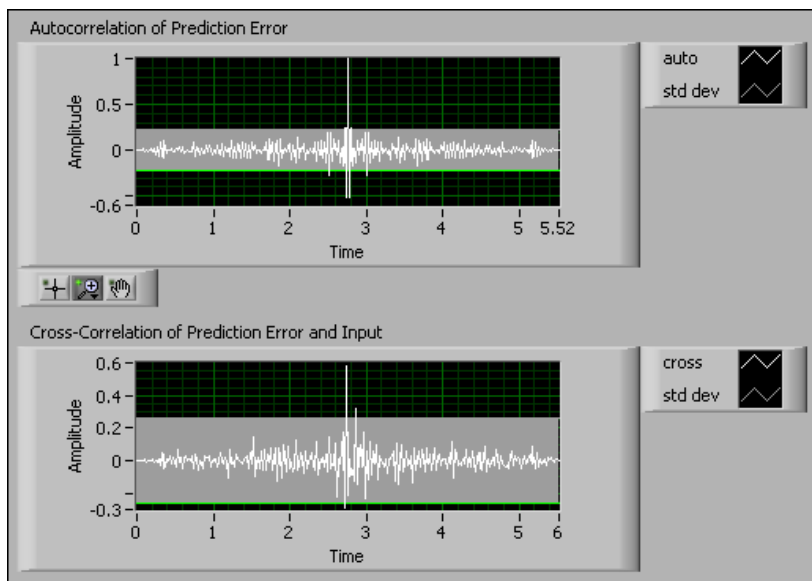 Autocorrelation of Prediction Error
auto
std dev
Amplitude
1
0.5
0
-0.6
0 1 2 3 4 5 5.52
Time
Cross-Correlation of Prediction Error and Input
cross
std dev
Amplitude
0.6
0.4
0.2
0
-0.3
0 1 2 3 4 5 6
Time